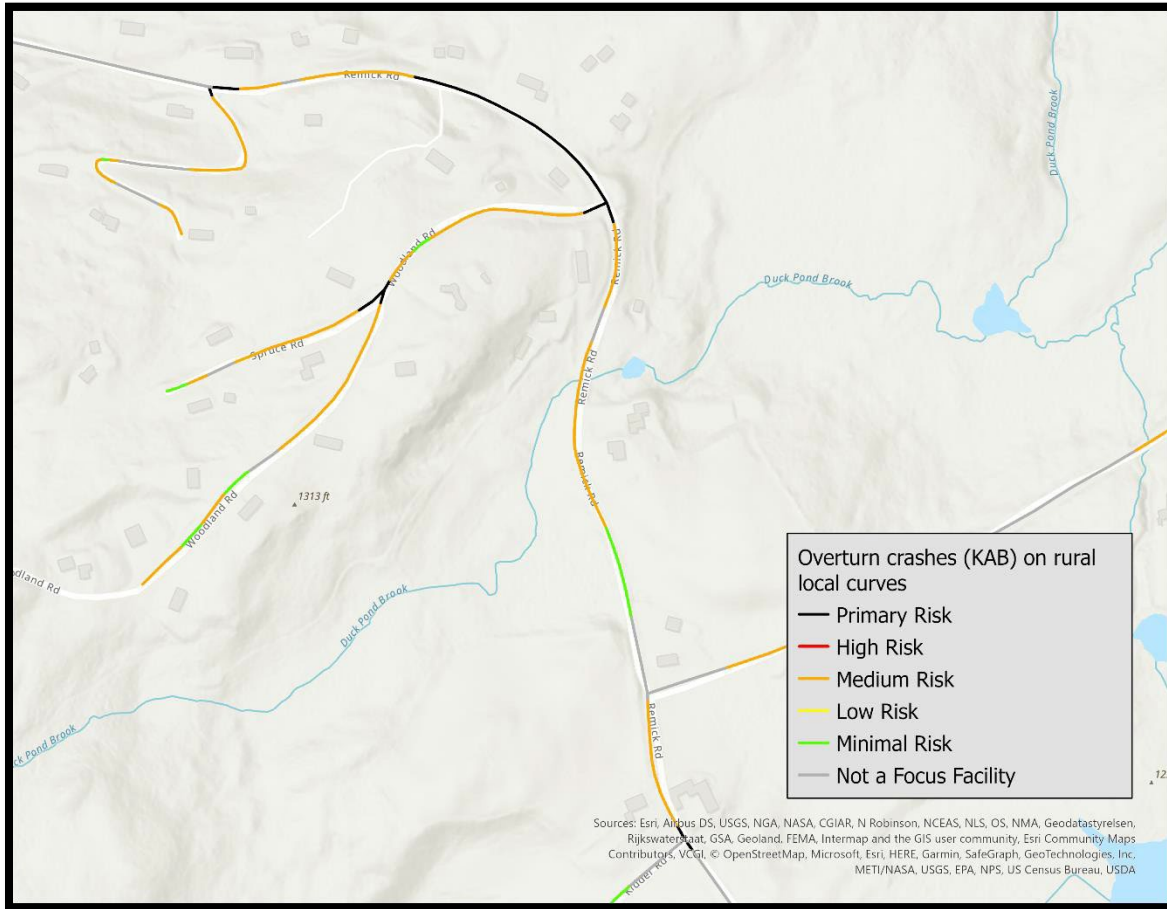 Remick Rd
Duck Pond Brook
Woodland Rd
Remick Rd
Duck Pond Brook
Spruce Rd
Remick Rd
Remick Rd
1313 ft
Woodland Rd
odland Rd
Duck Pond Brook
Remick Rd
ck Pond Brook
Kidder Rd
12
Overturn crashes (KAB) on rural
local curves
Primary Risk
High Risk
Medium Risk
Low Risk
Minimal Risk
Not a Focus Facility
Sources: Esri, Airbus DS, USGS, NGA, NASA, CGIAR, N Robinson, NCEAS, NLS, OS, NMA, Geodatastyrelsen,
Rijkswaterstaat, GSA, Geoland, FEMA, Intermap and the GIS user community, Esri Community Maps
Contributors, VCGI, © OpenStreetMap, Microsoft, Esri, HERE, Garmin, SafeGraph, GeoTechnologies, Inc,
METI/NASA, USGS, EPA, NPS, US Census Bureau, USDA